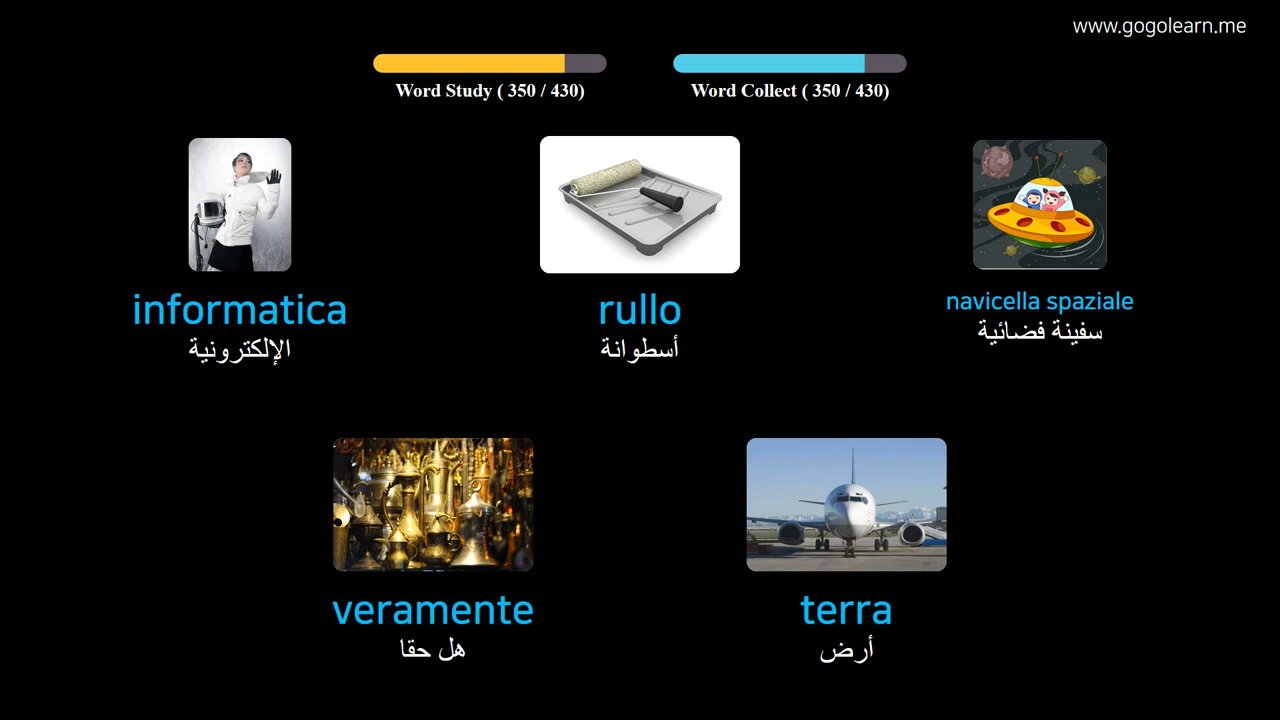 www.gogolearn.me
Word Study ( 350 / 430)
Word Collect ( 350 / 430)
informatica
الإلكترونية
rullo
أسطوانة
navicella spaziale
سفينة فضائية
veramente
هل حقا
terra
أرض